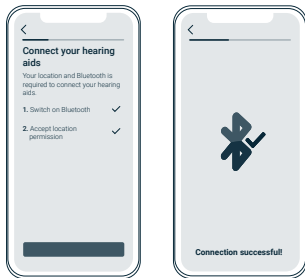 Connect your hearing
aids
Your location and Bluetooth is
required to connect your hearing
aids.
1. Switch on Bluetooth
2. Accept location
permission
Connection successful!